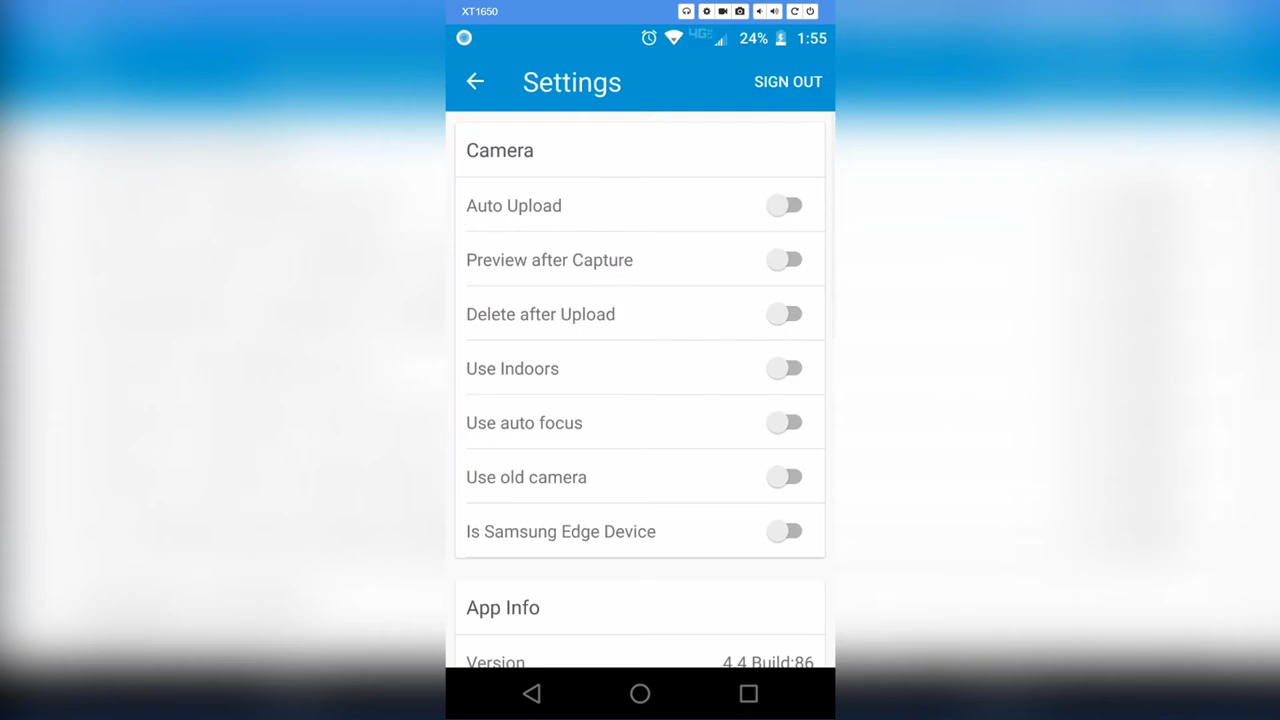 XT1650
4G 24% 1:55
Settings SIGN OUT
Camera
Auto Upload
Preview after Capture
Delete after Upload
Use Indoors
Use auto focus
Use old camera
Is Samsung Edge Device
App Info
Version 4.4 Build:86